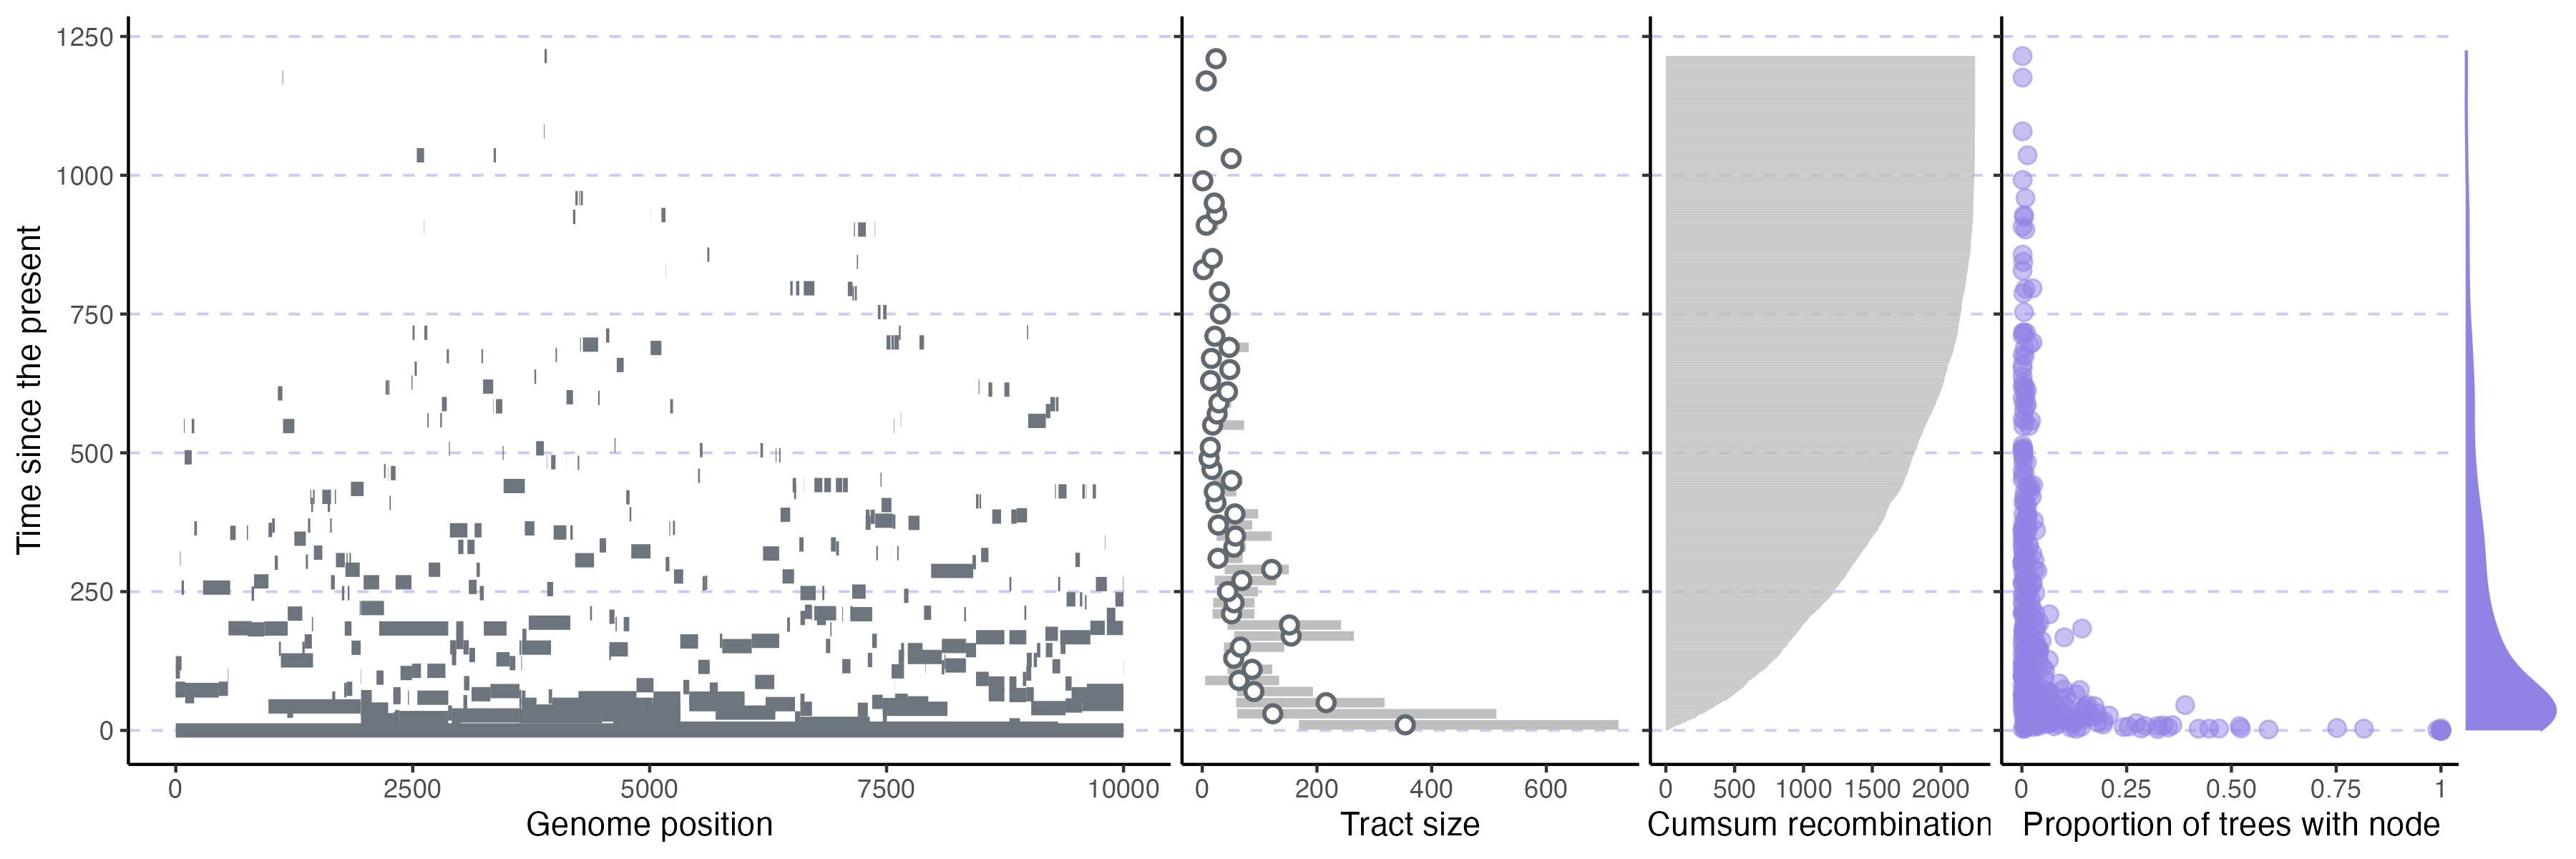 Time since the present
1250
1000
750
500
250
0
0 2500 5000 7500 10000
Genome position
0 200 400 600
Tract size
0 500 1000 1500 2000
Cumsum recombination
0 0.25 0.50 0.75 1
Proportion of trees with node